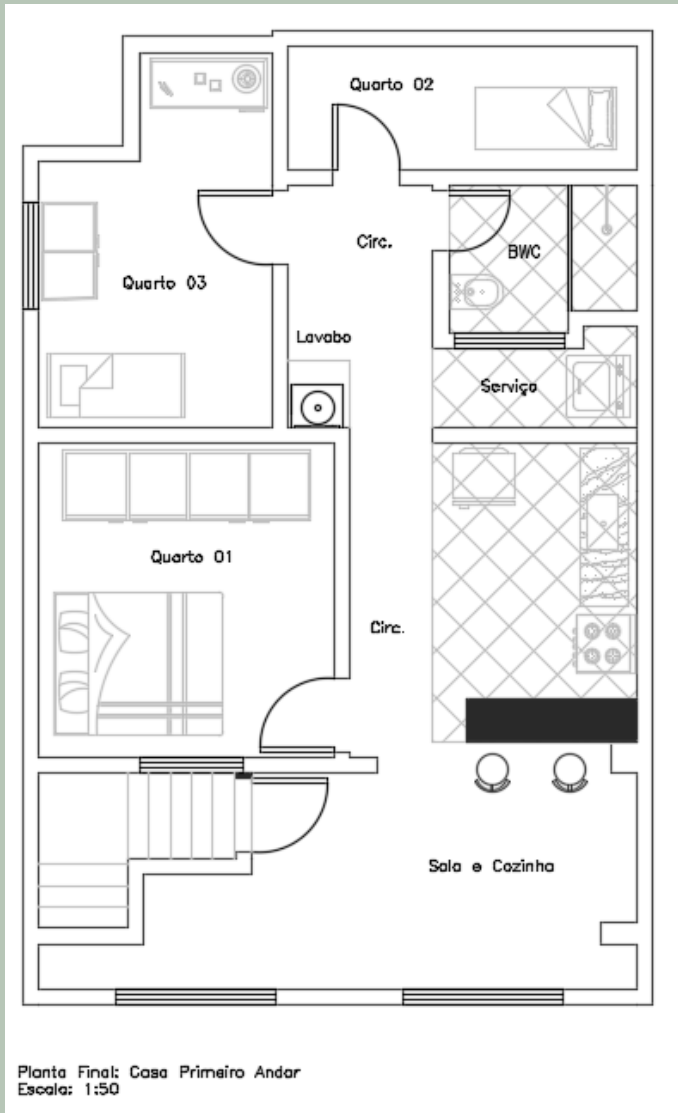 Quarto 02
Circ.
BWC
Quarto 03
Lavabo
Serviço
Quarto 01
Circ.
Sala e Cozinha
Planta Final: Casa Primeiro Andar
Escala: 1:50